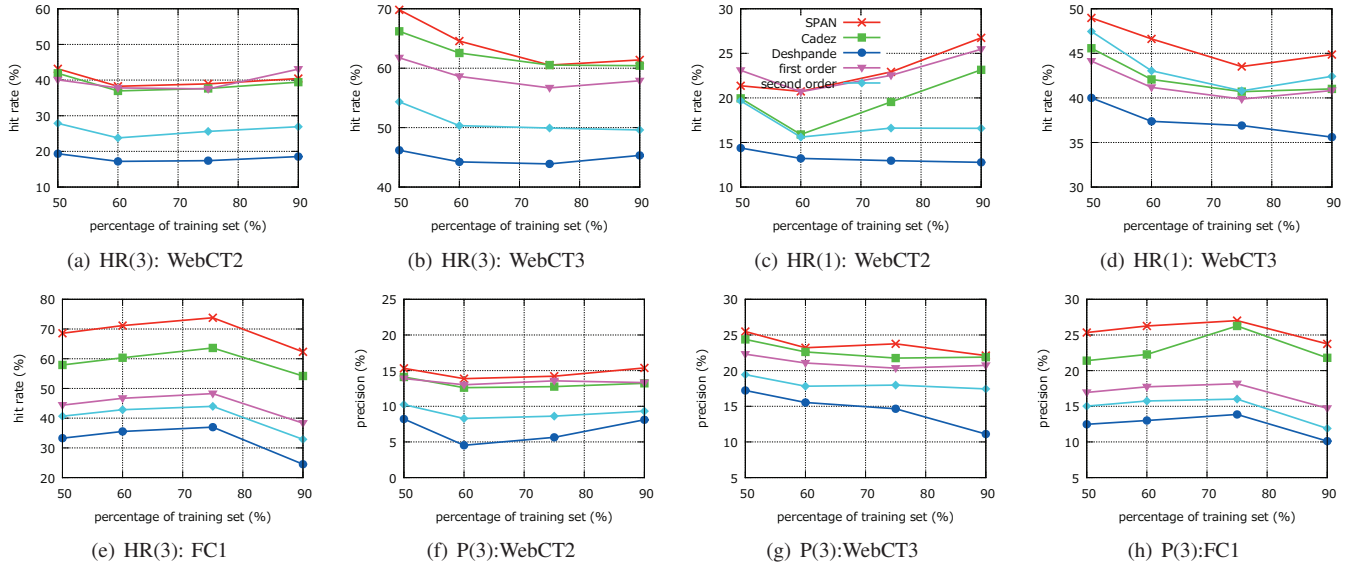 60
50
40
30
20
10
hit rate (%)
50 60 70 80 90
percentage of training set (%)
(a) HR(3): WebCT2
70
60
50
40
hit rate (%)
50 60 70 80 90
percentage of training set (%)
(b) HR(3): WebCT3
30
25
20
15
10
hit rate (%)
SPAN
Cadez
Deshpande
first order
second order
50 60 70 80 90
percentage of training set (%)
(c) HR(1): WebCT2
50
45
40
35
30
hit rate (%)
50 60 70 80 90
percentage of training set (%)
(d) HR(1): WebCT3
80
70
60
50
40
30
20
hit rate (%)
50 60 70 80 90
percentage of training set (%)
(e) HR(3): FC1
25
20
15
10
5
0
precision (%)
50 60 70 80 90
percentage of training set (%)
(f) P(3):WebCT2
30
25
20
15
10
5
precision (%)
50 60 70 80 90
percentage of training set (%)
(g) P(3):WebCT3
30
25
20
15
10
5
precision (%)
50 60 70 80 90
percentage of training set (%)
(h) P(3):FC1